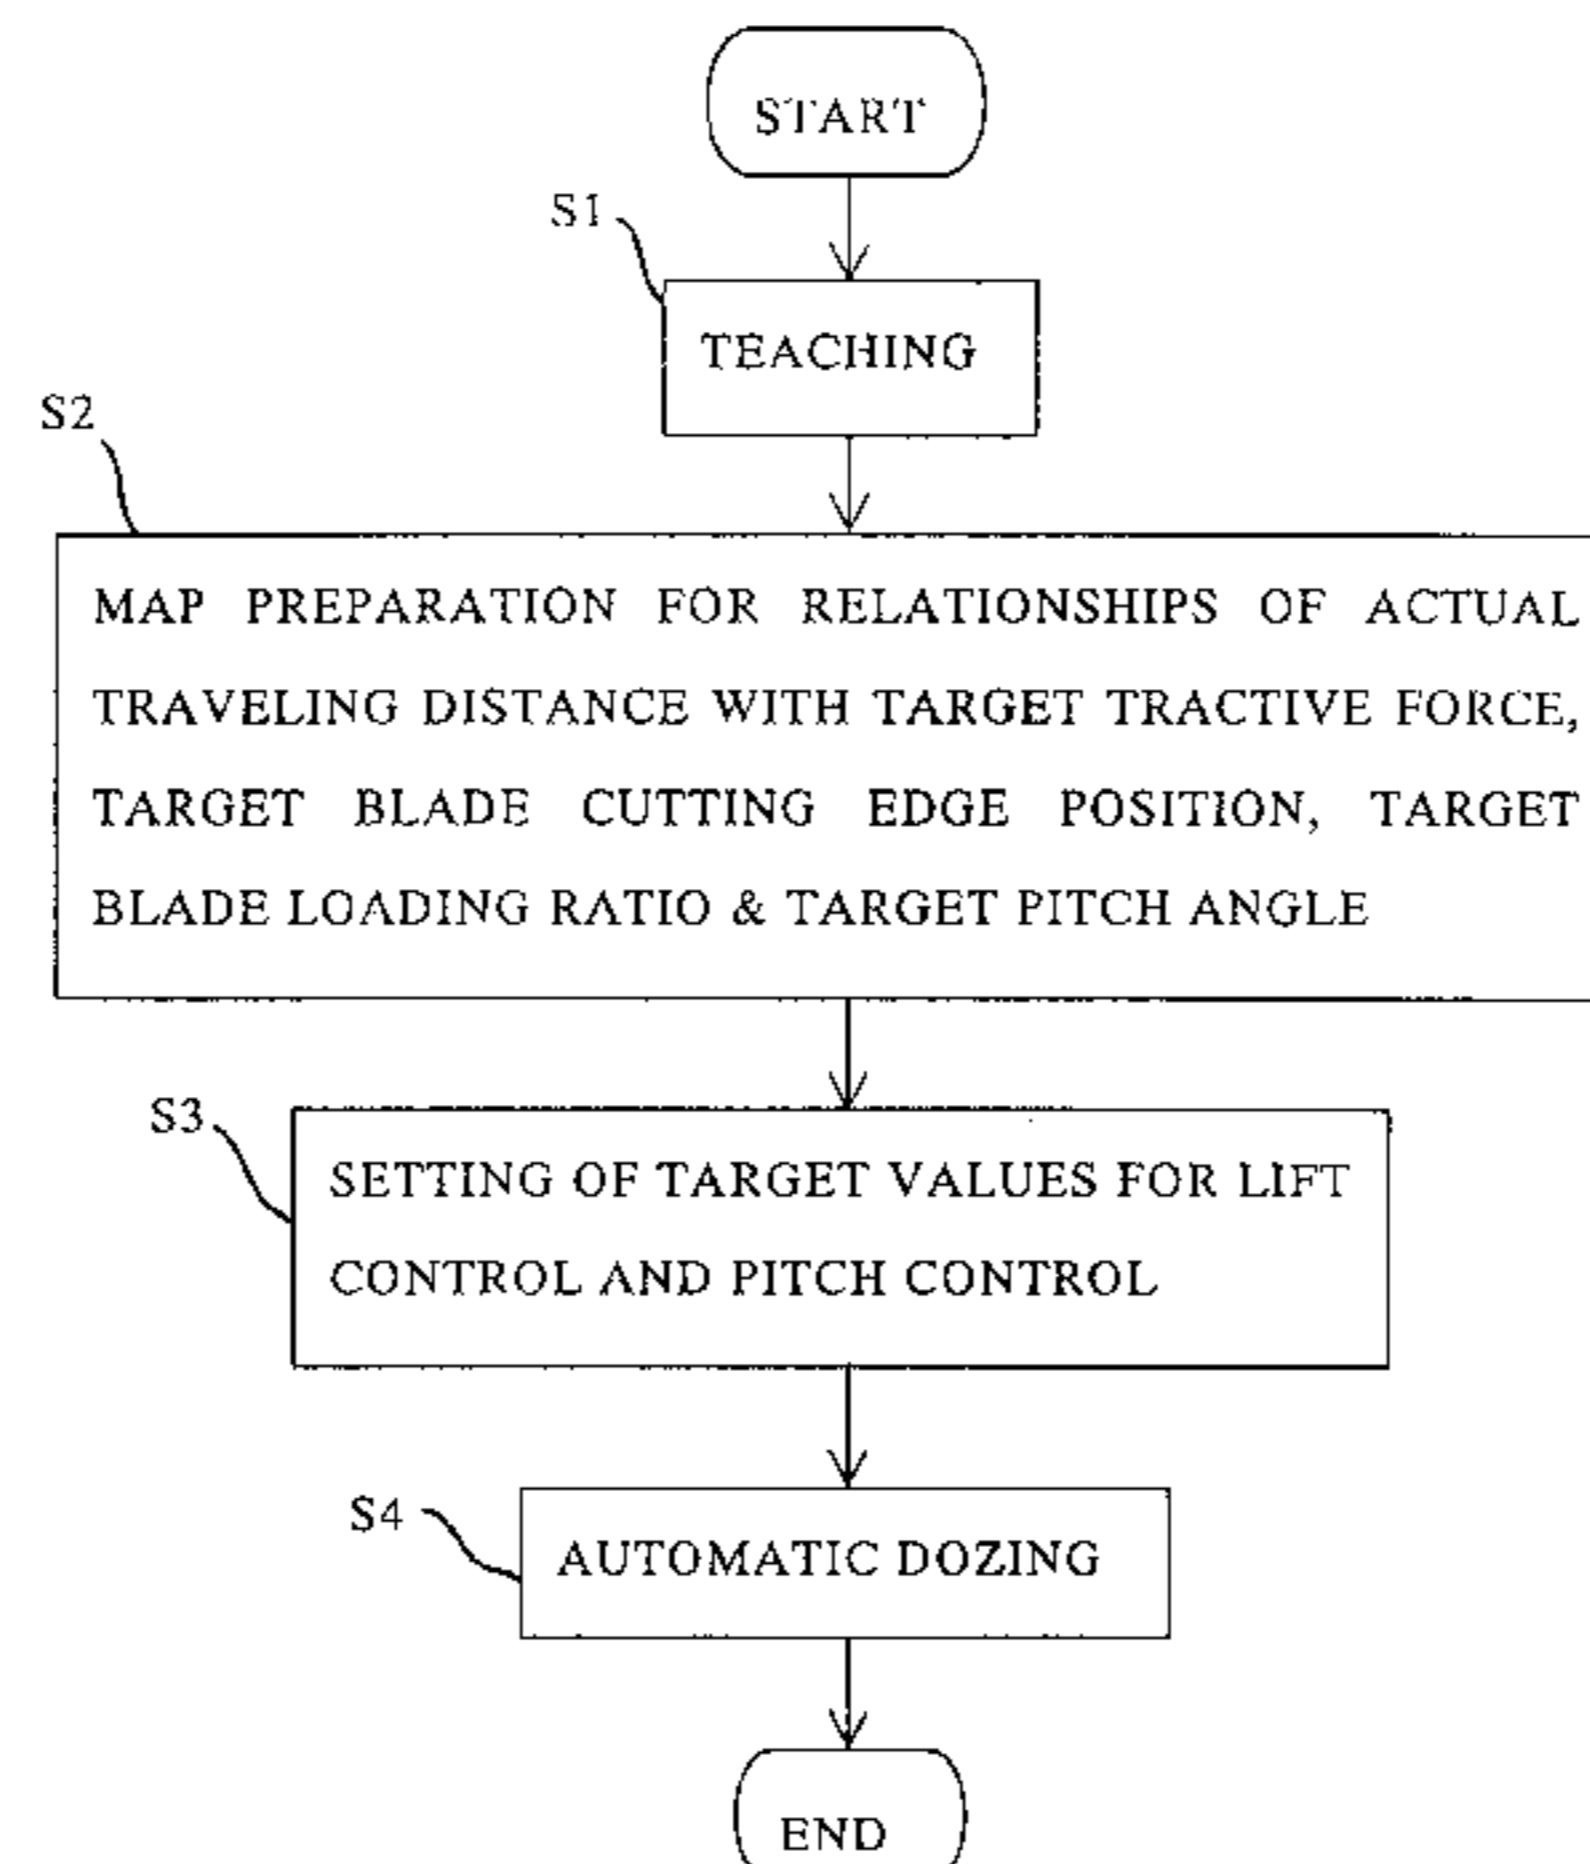 START
S1
TEACHING
S2
MAP PREPARATION FOR RELATIONSHIPS OF ACTUAL
TRAVELING DISTANCE WITH TARGET TRACTIVE FORCE,
TARGET BLADE CUTTING EDGE POSITION, TARGET
BLADE LOADING RATIO & TARGET PITCH ANGLE
S3
SETTING OF TARGET VALUES FOR LIFT
CONTROL AND PITCH CONTROL
S4
AUTOMATIC DOZING
END